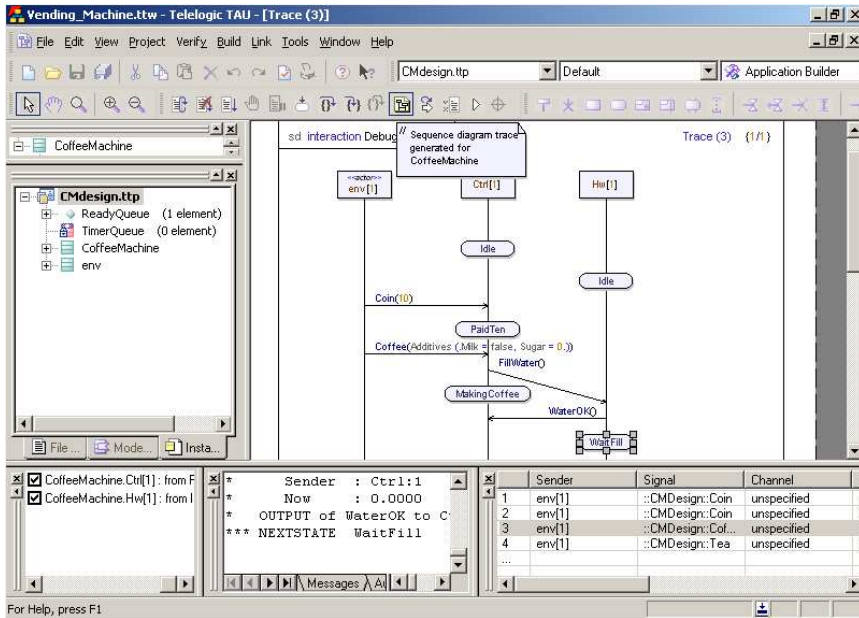 Vending_Machine.ttw - Telelogic TAU - [Trace (3)]
File Edit View Project Verify Build Link Tools Window Help
CMdesign.ttp Default Application Builder
CoffeeMachine
CMdesign.ttp
ReadyQueue (1 element)
TimerQueue (0 element)
CoffeeMachine
env
File ... Mode... Insta...
sd interaction Debug
// Sequence diagram trace
generated for
CoffeeMachine
Trace (3) {1/1}
<<actor>>
env[1]
Ctrl[1]
Hw[1]
Idle
Idle
Coin(10)
PaidTen
Coffee(Additives (.Milk = false, Sugar = 0.))
FillWater()
MakingCoffee
WaterOK()
WaitFill
CoffeeMachine.Ctrl[1] : from F
CoffeeMachine.Hw[1] : from I
* Sender : Ctrl:1
* Now : 0.0000
* OUTPUT of WaterOK to C
*** NEXTSTATE WaitFill
Messages
Sender Signal Channel
1 env[1] ::CMDesign::Coin unspecified
2 env[1] ::CMDesign::Coin unspecified
3 env[1] ::CMDesign::Cof... unspecified
4 env[1] ::CMDesign::Tea unspecified
...
For Help, press F1